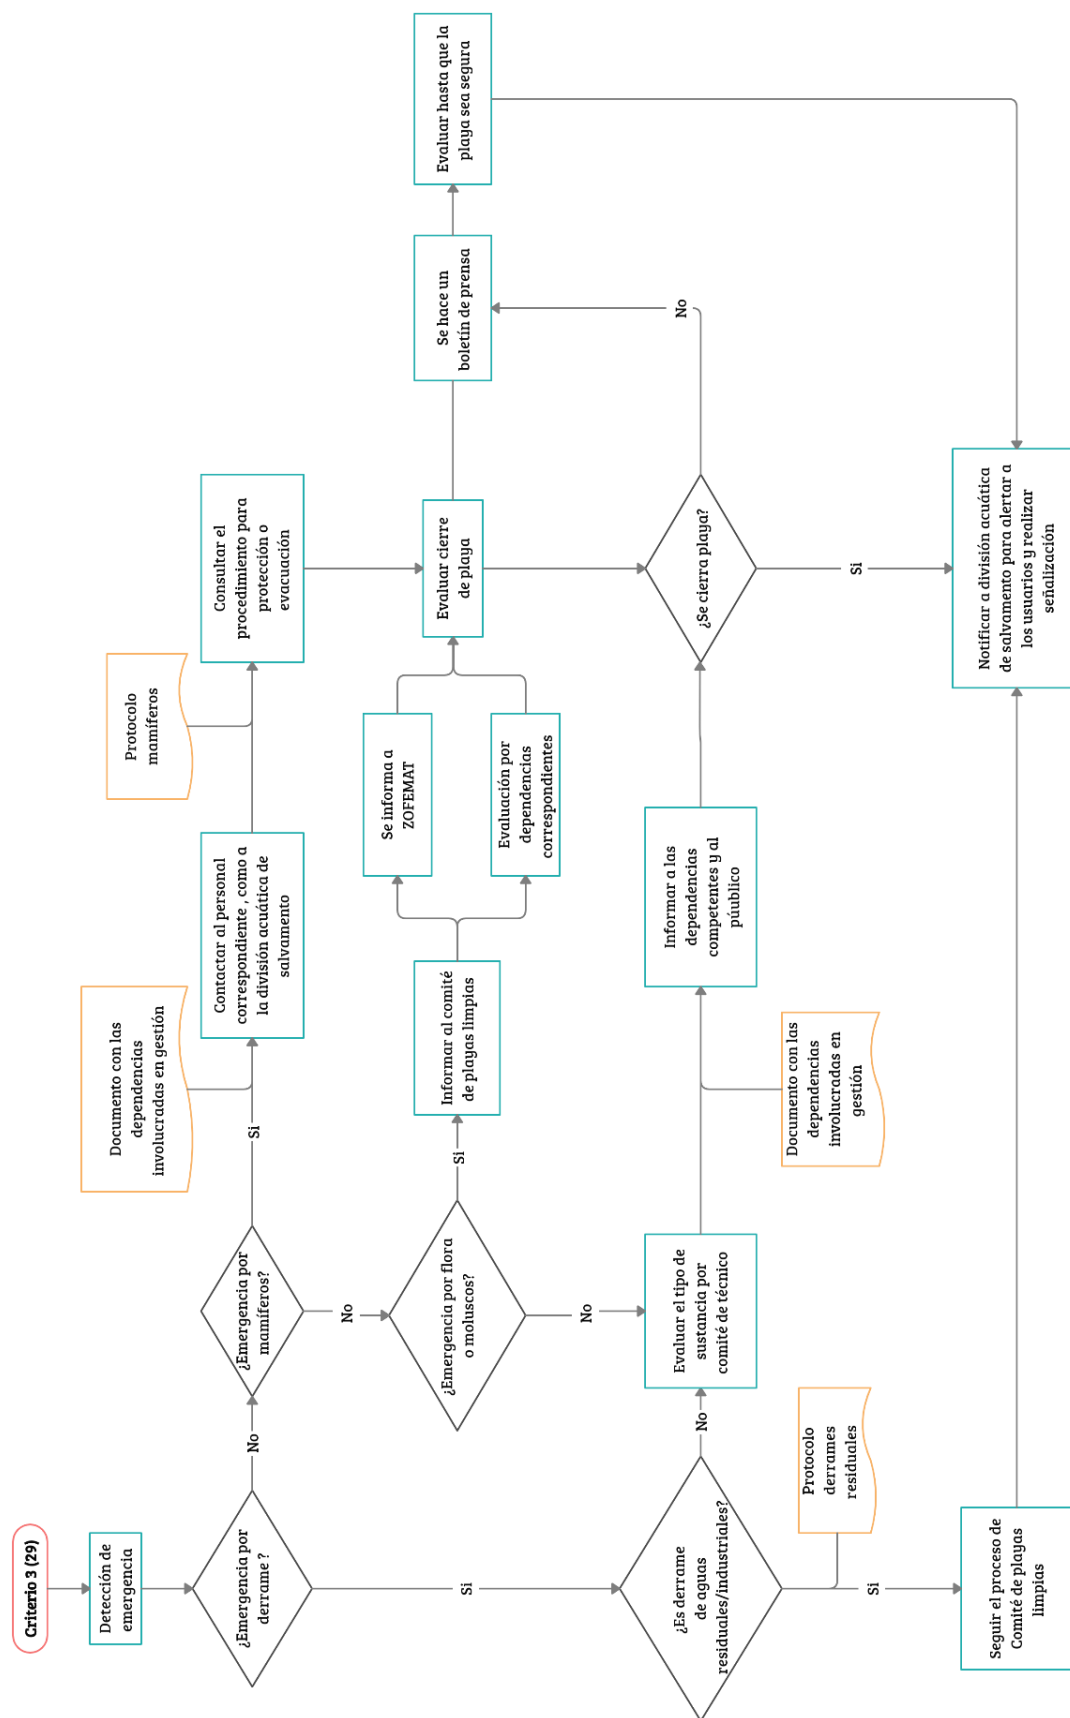 Criterio 3 (29)
Detección de
emergencia
¿Emergencia por
derrame ?
No
Si
¿Emergencia por
mamíferos?
Si
No
Documento con las
dependencias
involucradas en gestión
Contactar al personal
correspondiente , como a
la división acuática de
salvamento
Protocolo
mamíferos
Consultar el
procedimiento para
protección o
evacuación
¿Emergencia por flora
o moluscos?
Si
No
Informar al comité
de playas limpias
Se informa a
ZOFEMAT
Evaluación por
dependencias
correspondientes
Evaluar cierre
de playa
Se hace un
boletín de prensa
Evaluar hasta que la
playa sea segura
¿Es derrame
de aguas
residuales/industriales?
No
Si
Evaluar el tipo de
sustancia por
comité de técnico
Documento con las
dependencias
involucradas en
gestión
Informar a las
dependencias
competentes y al
púublico
¿Se cierra playa?
No
Si
Protocolo
derrames
residuales
Seguir el proceso de
Comité de playas
limpias
Notificar a división acuática
de salvamento para alertar a
los usuarios y realizar
señalización